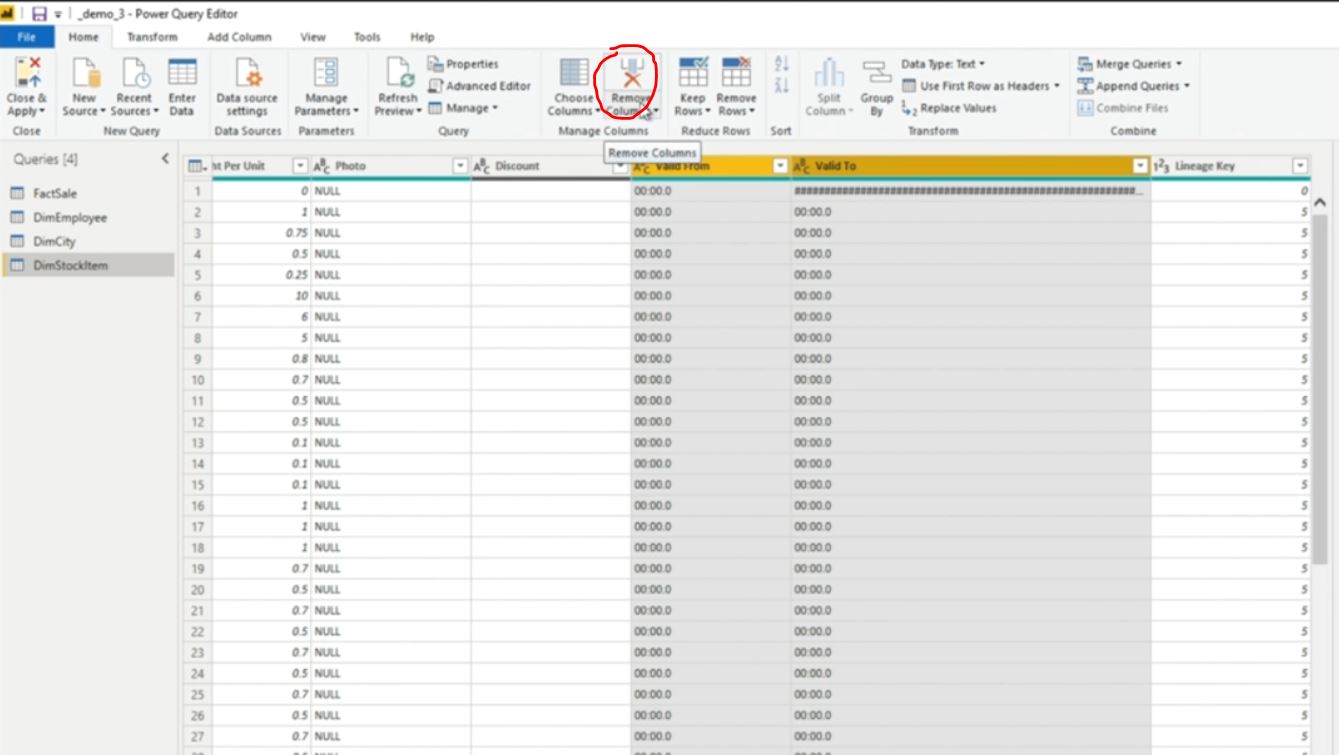 _demo_3 - Power Query Editor
File Home Transform Add Column View Tools Help
Close & Apply
New Source
Recent Sources
Enter Data
Data source settings
Manage Parameters
Refresh Preview
Properties
Advanced Editor
Manage
Choose Columns
Remove Columns
Keep Rows
Remove Rows
Split Column
Group By
Data Type: Text
Use First Row as Headers
Replace Values
Merge Queries
Append Queries
Combine Files
Close New Query Data Sources Parameters Query Manage Columns Reduce Rows Sort Transform Combine
Remove Columns
Queries [4]
FactSale
DimEmployee
DimCity
DimStockItem
ht Per Unit ABC Photo ABC Discount ABC Valid From ABC Valid To 123 Lineage Key
1 0 NULL 00:00.0 ########################################################... 0
2 1 NULL 00:00.0 00:00.0 5
3 0.75 NULL 00:00.0 00:00.0 5
4 0.5 NULL 00:00.0 00:00.0 5
5 0.25 NULL 00:00.0 00:00.0 5
6 10 NULL 00:00.0 00:00.0 5
7 6 NULL 00:00.0 00:00.0 5
8 5 NULL 00:00.0 00:00.0 5
9 0.8 NULL 00:00.0 00:00.0 5
10 0.7 NULL 00:00.0 00:00.0 5
11 0.5 NULL 00:00.0 00:00.0 5
12 0.5 NULL 00:00.0 00:00.0 5
13 0.1 NULL 00:00.0 00:00.0 5
14 0.1 NULL 00:00.0 00:00.0 5
15 0.1 NULL 00:00.0 00:00.0 5
16 1 NULL 00:00.0 00:00.0 5
17 1 NULL 00:00.0 00:00.0 5
18 1 NULL 00:00.0 00:00.0 5
19 0.7 NULL 00:00.0 00:00.0 5
20 0.5 NULL 00:00.0 00:00.0 5
21 0.7 NULL 00:00.0 00:00.0 5
22 0.5 NULL 00:00.0 00:00.0 5
23 0.7 NULL 00:00.0 00:00.0 5
24 0.5 NULL 00:00.0 00:00.0 5
25 0.7 NULL 00:00.0 00:00.0 5
26 0.5 NULL 00:00.0 00:00.0 5
27 0.7 NULL 00:00.0 00:00.0 5